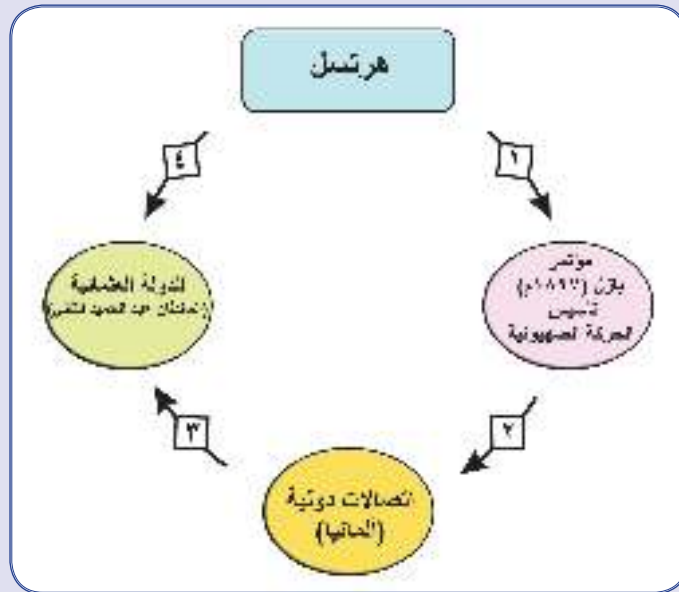 هرتسل
١
٤
مؤتمر
بازل (١٨٩٧م)
تأسيس
الحركة الصهيونية
الدولة العثمانية
(السلطان عبد الحميد الثاني)
٢
٣
اتصالات دولية
(ألمانيا)